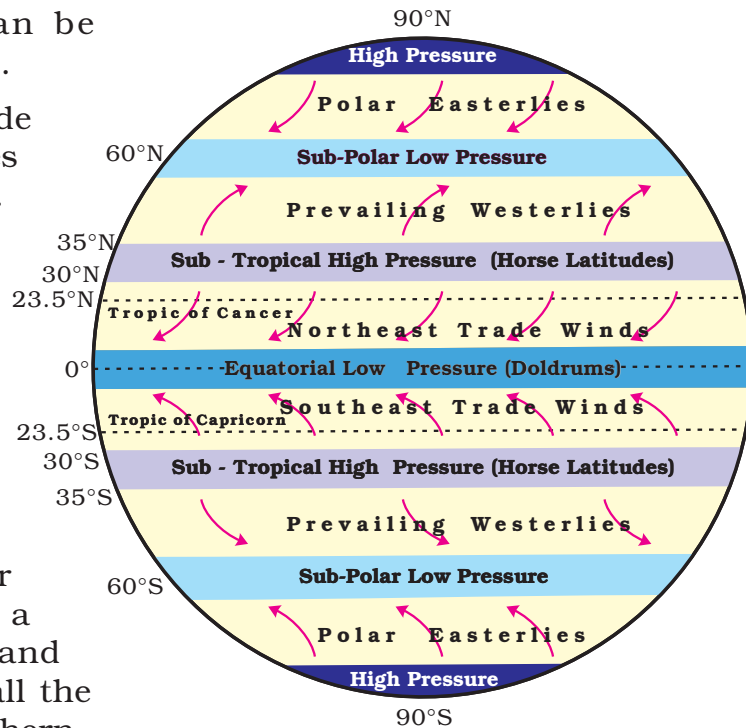 an be
.
de
es
90°N
High Pressure
Polar Easterlies
60°N
Sub-Polar Low Pressure
Prevailing Westerlies
35°N
Sub - Tropical High Pressure (Horse Latitudes)
30°N
23.5°N
Tropic of Cancer
Northeast Trade Winds
0°
Equatorial Low Pressure (Doldrums)
Southeast Trade Winds
Tropic of Capricorn
23.5°S
30°S
Sub - Tropical High Pressure (Horse Latitudes)
35°S
Prevailing Westerlies
60°S
Sub-Polar Low Pressure
Polar Easterlies
High Pressure
90°S
r
a
and
all the